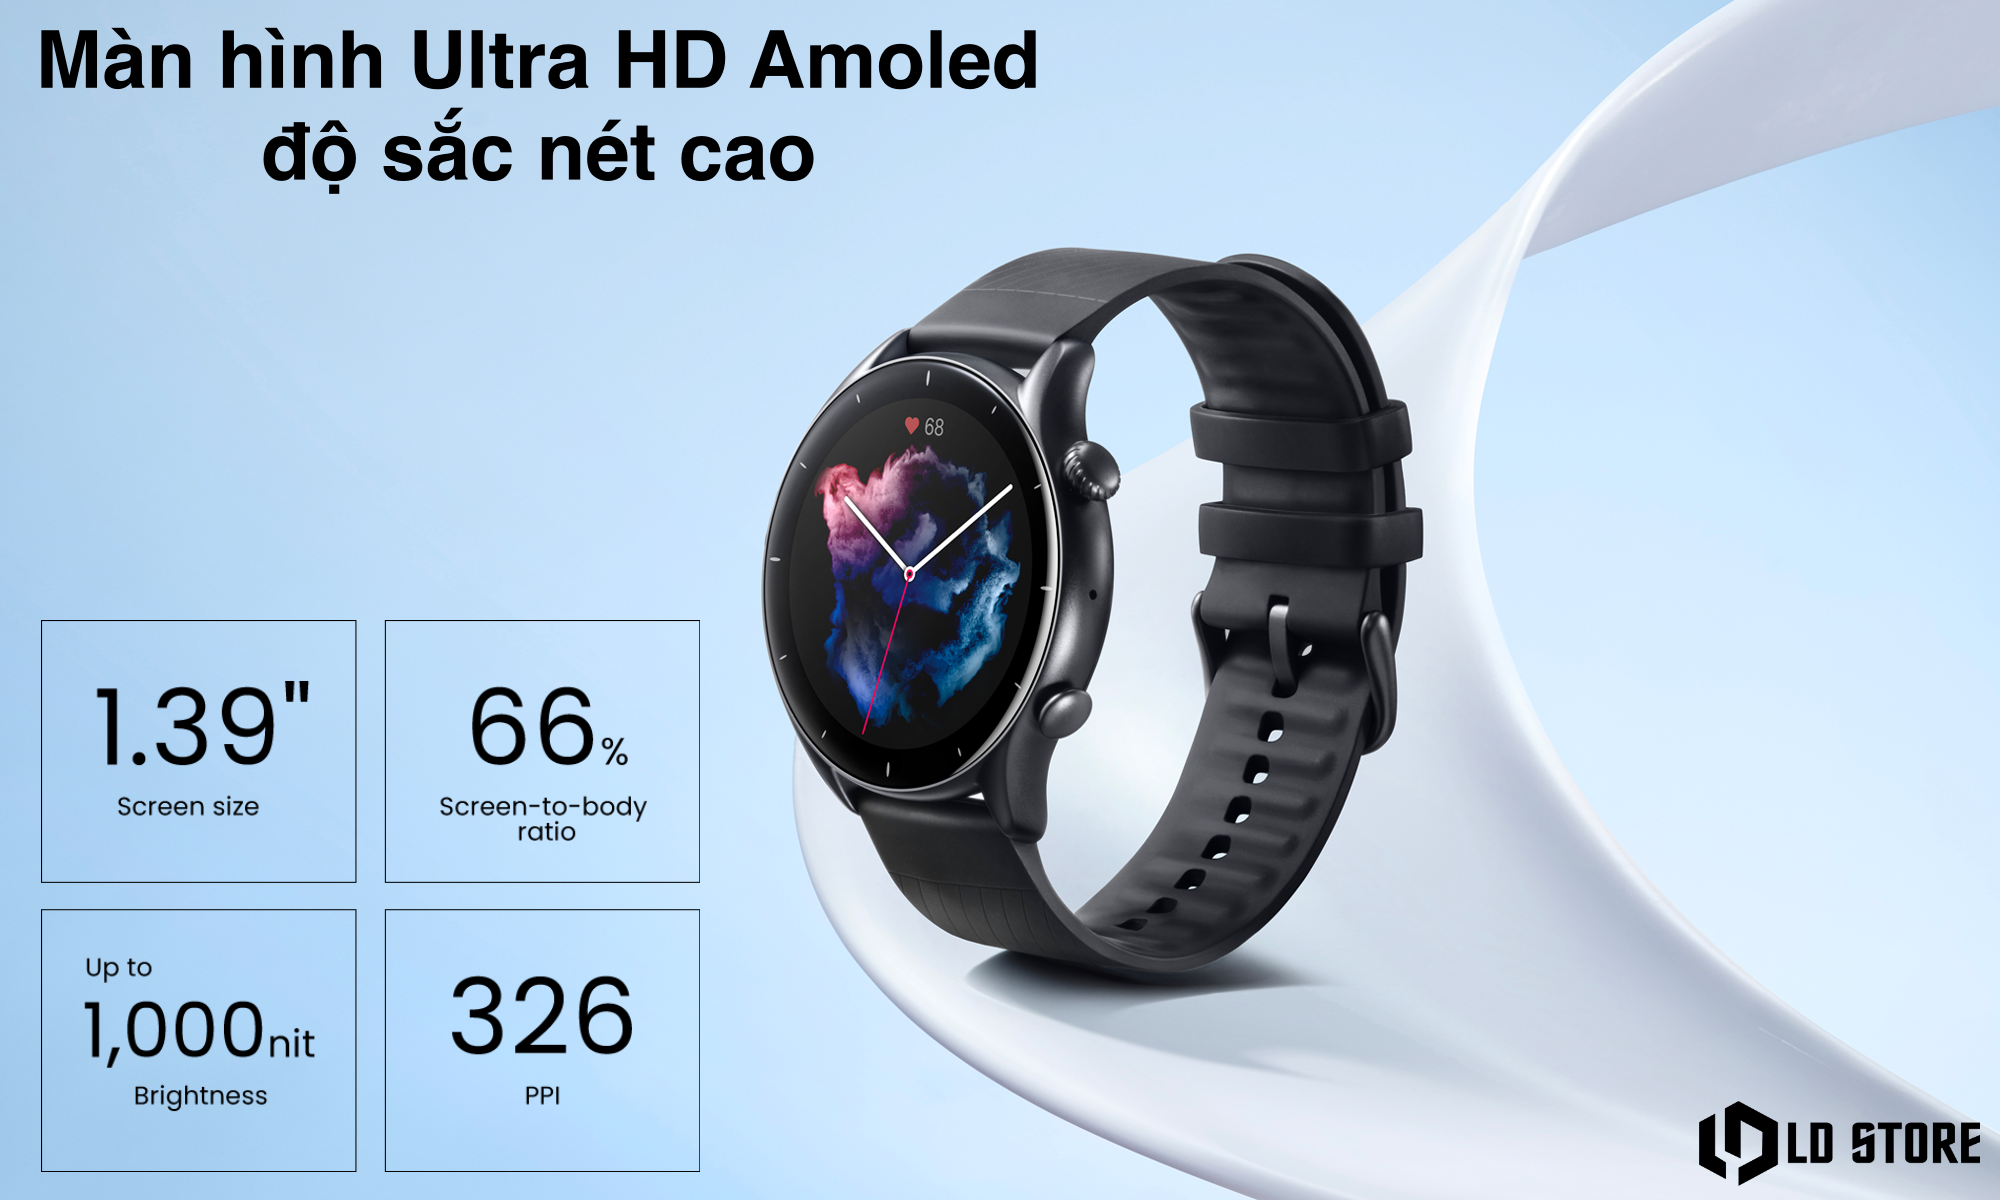 Màn hình Ultra HD Amoled
độ sắc nét cao
68
1.39"
Screen size
66%
Screen-to-body
ratio
Up to
1,000nit
Brightness
326
PPI
LD STORE